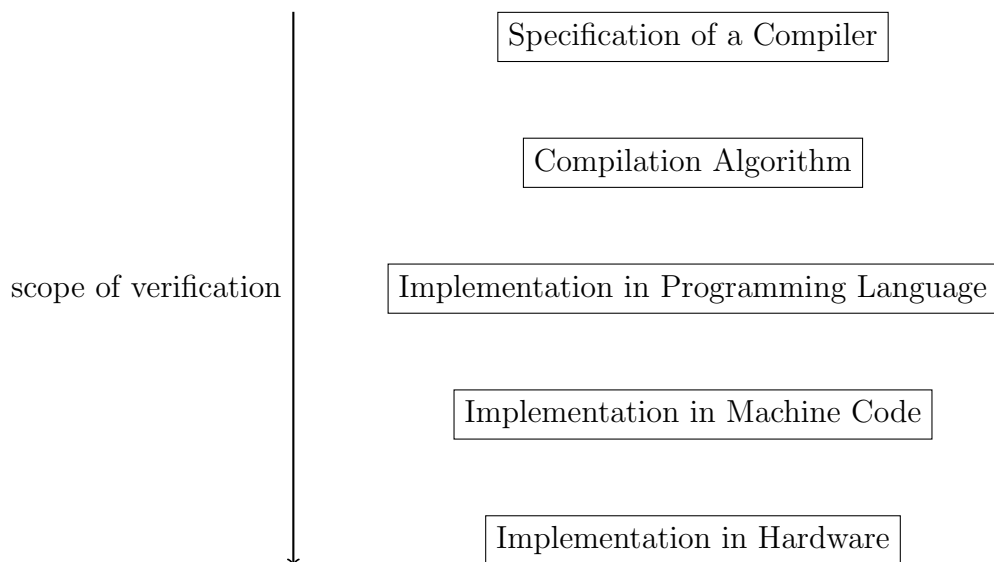 Specification of a Compiler
Compilation Algorithm
scope of verification
Implementation in Programming Language
Implementation in Machine Code
Implementation in Hardware